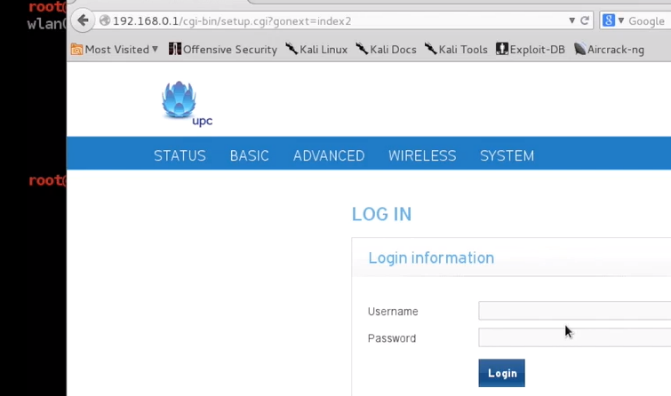 root@
wlan0
192.168.0.1/cgi-bin/setup.cgi?gonext=index2
Google
Most Visited Offensive Security Kali Linux Kali Docs Kali Tools Exploit-DB Aircrack-ng
upc
STATUS BASIC ADVANCED WIRELESS SYSTEM
root@
LOG IN
Login information
Username
Password
Login